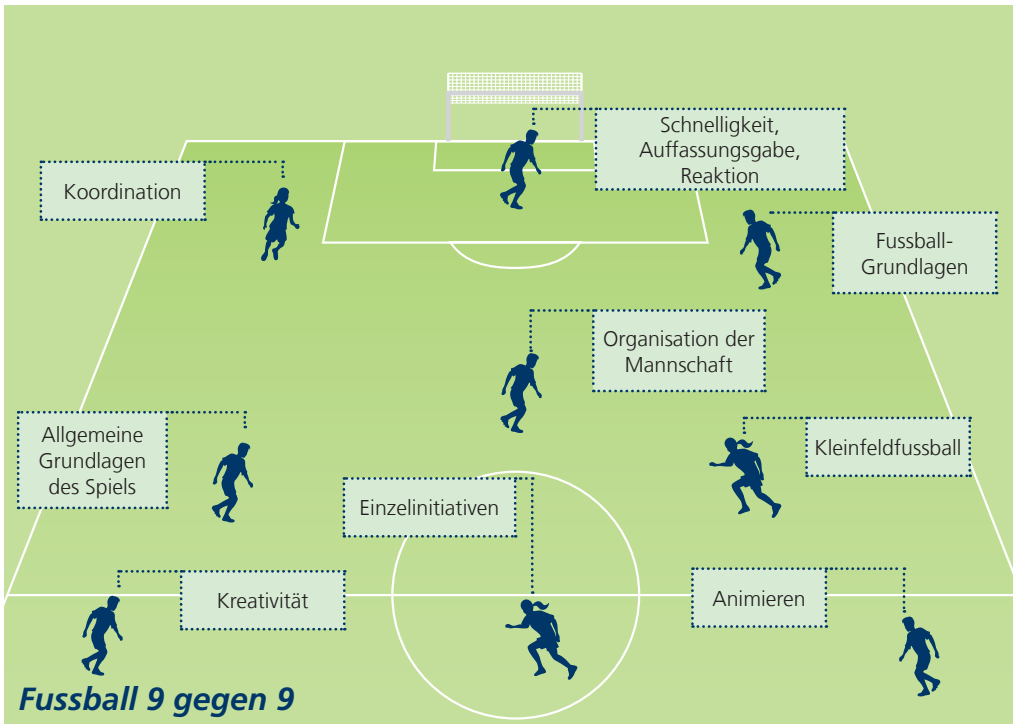 Schnelligkeit,
Auffassungsgabe,
Reaktion
Koordination
Fussball-
Grundlagen
Organisation der
Mannschaft
Allgemeine
Grundlagen
des Spiels
Kleinfeldfussball
Einzelinitiativen
Kreativität
Animieren
Fussball 9 gegen 9